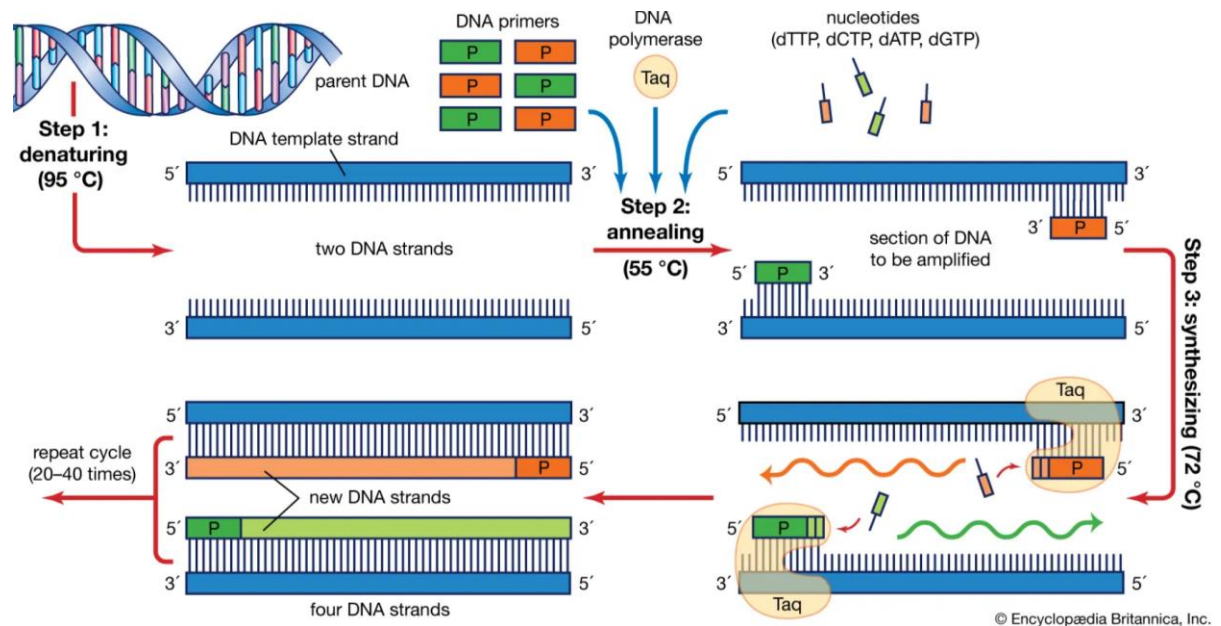 DNA primers
P
P
P
P
P
P
DNA
polymerase
Taq
nucleotides
(dTTP, dCTP, dATP, dGTP)
parent DNA
Step 1:
denaturing
(95 °C)
DNA template strand
5′
3′
two DNA strands
3′
5′
Step 2:
annealing
(55 °C)
5′
3′
3′
P
5′
section of DNA
to be amplified
5′
P
3′
3′
5′
Step 3: synthesizing (72 °C)
Taq
5′
3′
P
5′
5′
P
3′
5′
Taq
5′
3′
repeat cycle
(20–40 times)
3′
P
5′
new DNA strands
5′
P
3′
3′
5′
four DNA strands
© Encyclopædia Britannica, Inc.